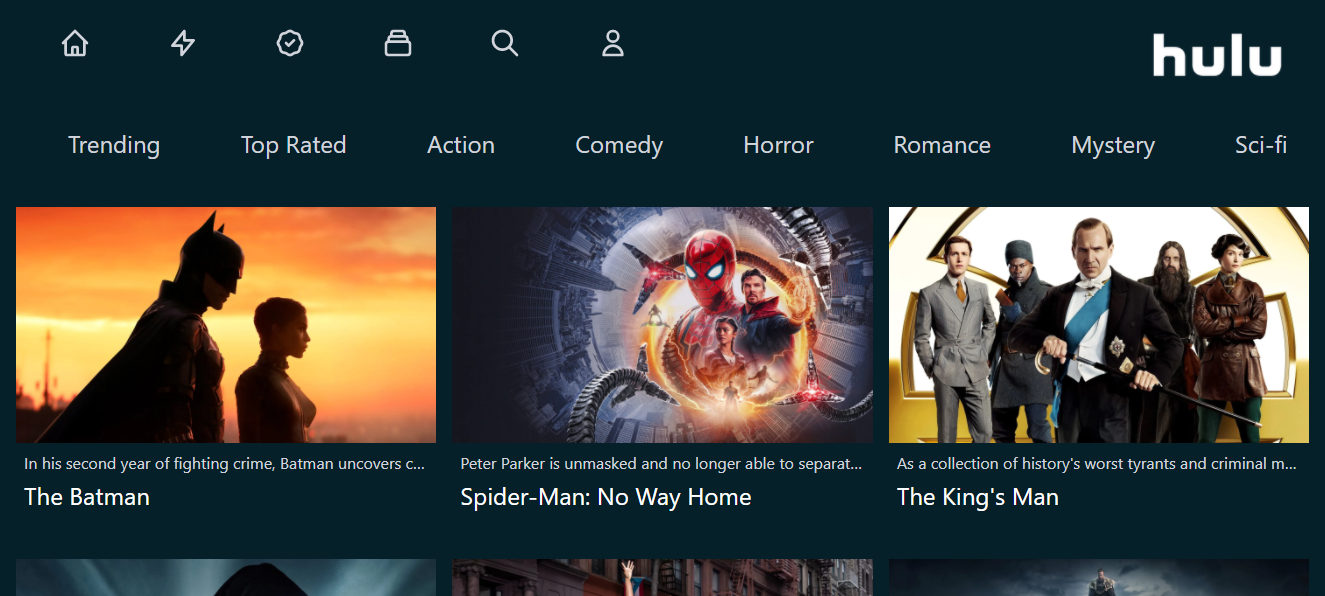 hulu
Trending Top Rated Action Comedy Horror Romance Mystery Sci-fi
In his second year of fighting crime, Batman uncovers c...
The Batman
Peter Parker is unmasked and no longer able to separat...
Spider-Man: No Way Home
As a collection of history's worst tyrants and criminal m...
The King's Man